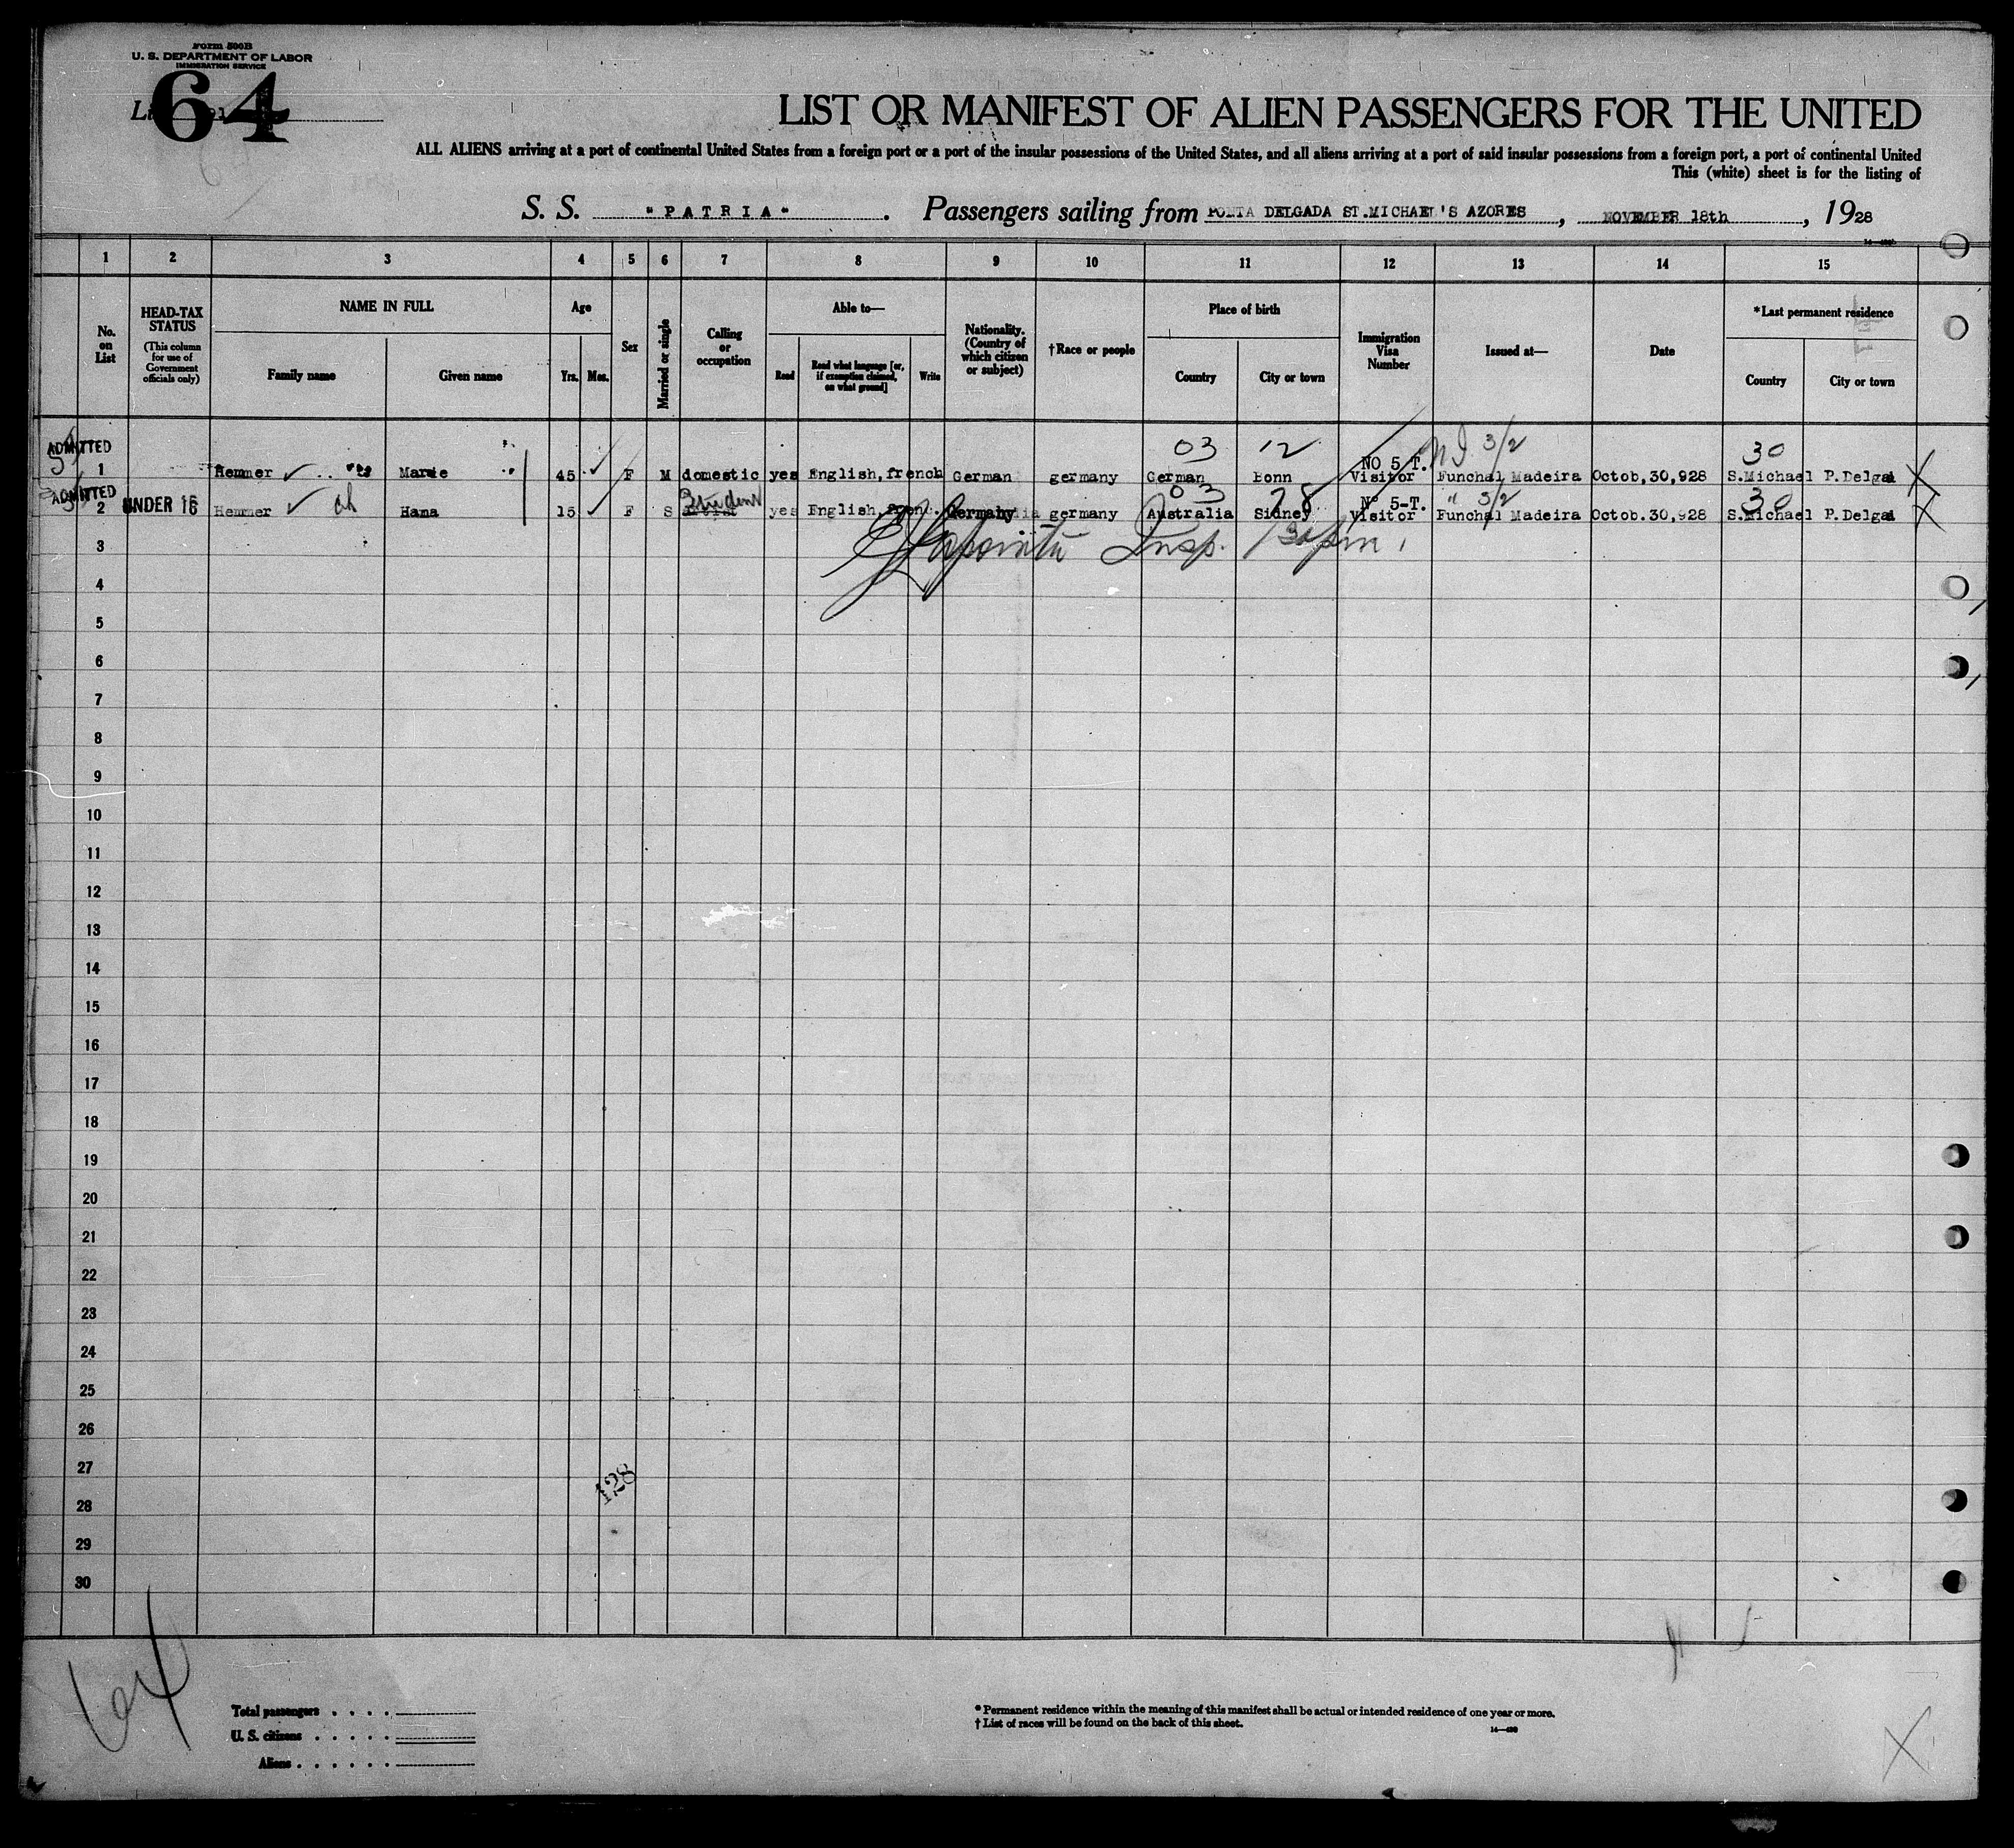 Form 500B
U. S. DEPARTMENT OF LABOR
IMMIGRATION SERVICE
64
LIST OR MANIFEST OF ALIEN PASSENGERS FOR THE UNITED
ALL ALIENS arriving at a port of continental United States from a foreign port or a port of the insular possessions of the United States, and all aliens arriving at a port of said insular possessions from a foreign port, a port of continental United
This (white) sheet is for the listing of
S. S. "PATRIA". Passengers sailing from PONTA DELGADA ST.MICHAEL'S AZORES, NOVEMBER 18th, 1928
1 2 3 4 5 6 7 8 9 10 11 12 13 14 15
No. on List
HEAD-TAX STATUS
(This column for use of Government officials only)
NAME IN FULL
Family name
Given name
Age
Yrs. Mos.
Sex
Married or single
Calling or occupation
Able to—
Read
Read what language [or, if exemption claimed, on what ground]
Write
Nationality. (Country of which citizen or subject)
†Race or people
Place of birth
Country
City or town
Immigration Visa Number
Issued at—
Date
*Last permanent residence
Country
City or town
03 12 3/2 30
ADMITTED
NO 5 T.
1 Hemmer Marie 45 F M domestic yes English,french German germany German Bonn Visitor Funchal Madeira Octob,30,928 S.Michael P.Delga
03 28 " 3/2 30
ADMITTED
Student
Nº 5-T.
2 UNDER 16 Hemmer Hama 15 F S artist yes English,frenc. Germany germany Australia Sidney Visitor Funchal Madeira Octob.30,928 S.Michael P.Delga
Insp.
3
4
5
6
7
8
9
10
11
12
13
14
15
16
17
18
19
20
21
22
23
24
25
26
27
128
28
29
30
64
Total passengers . . . .
U. S. citizens . . . . .
Aliens . . . . . .
* Permanent residence within the meaning of this manifest shall be actual or intended residence of one year or more.
† List of races will be found on the back of this sheet.
14—499